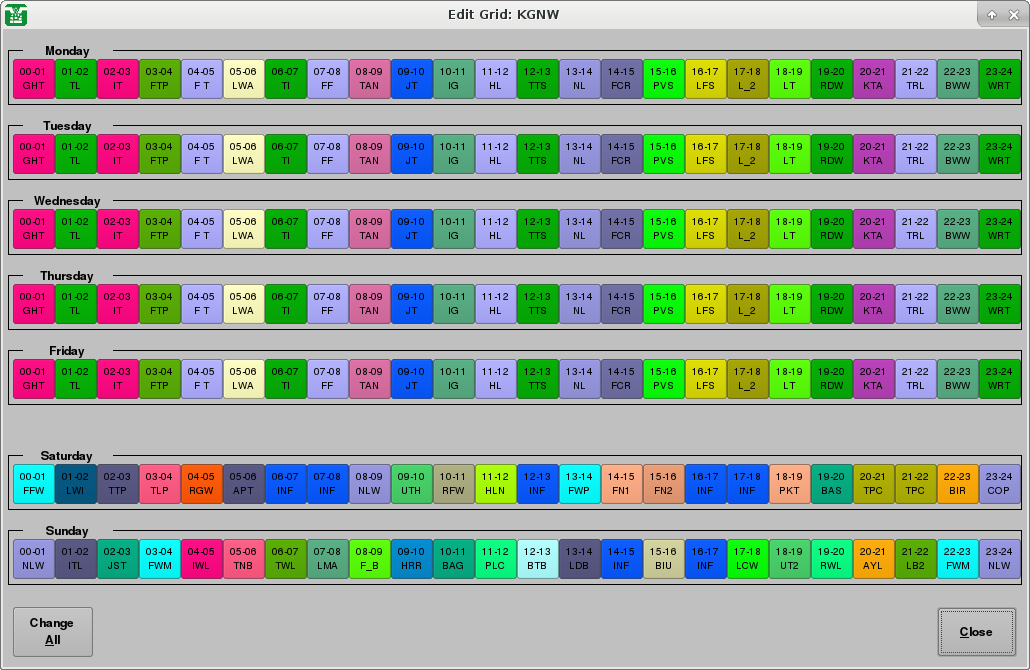 Edit Grid: KGNW
Monday
00-01 01-02 02-03 03-04 04-05 05-06 06-07 07-08 08-09 09-10 10-11 11-12 12-13 13-14 14-15 15-16 16-17 17-18 18-19 19-20 20-21 21-22 22-23 23-24
GHT TL IT FTP F T LWA TI FF TAN JT IG HL TTS NL FCR PVS LFS L_2 LT RDW KTA TRL BWW WRT
Tuesday
00-01 01-02 02-03 03-04 04-05 05-06 06-07 07-08 08-09 09-10 10-11 11-12 12-13 13-14 14-15 15-16 16-17 17-18 18-19 19-20 20-21 21-22 22-23 23-24
GHT TL IT FTP F T LWA TI FF TAN JT IG HL TTS NL FCR PVS LFS L_2 LT RDW KTA TRL BWW WRT
Wednesday
00-01 01-02 02-03 03-04 04-05 05-06 06-07 07-08 08-09 09-10 10-11 11-12 12-13 13-14 14-15 15-16 16-17 17-18 18-19 19-20 20-21 21-22 22-23 23-24
GHT TL IT FTP F T LWA TI FF TAN JT IG HL TTS NL FCR PVS LFS L_2 LT RDW KTA TRL BWW WRT
Thursday
00-01 01-02 02-03 03-04 04-05 05-06 06-07 07-08 08-09 09-10 10-11 11-12 12-13 13-14 14-15 15-16 16-17 17-18 18-19 19-20 20-21 21-22 22-23 23-24
GHT TL IT FTP F T LWA TI FF TAN JT IG HL TTS NL FCR PVS LFS L_2 LT RDW KTA TRL BWW WRT
Friday
00-01 01-02 02-03 03-04 04-05 05-06 06-07 07-08 08-09 09-10 10-11 11-12 12-13 13-14 14-15 15-16 16-17 17-18 18-19 19-20 20-21 21-22 22-23 23-24
GHT TL IT FTP F T LWA TI FF TAN JT IG HL TTS NL FCR PVS LFS L_2 LT RDW KTA TRL BWW WRT
Saturday
00-01 01-02 02-03 03-04 04-05 05-06 06-07 07-08 08-09 09-10 10-11 11-12 12-13 13-14 14-15 15-16 16-17 17-18 18-19 19-20 20-21 21-22 22-23 23-24
FFW LWI TTP TLP RGW APT INF INF NLW UTH RFW HLN INF FWP FN1 FN2 INF INF PKT BAS TPC TPC BIR COP
Sunday
00-01 01-02 02-03 03-04 04-05 05-06 06-07 07-08 08-09 09-10 10-11 11-12 12-13 13-14 14-15 15-16 16-17 17-18 18-19 19-20 20-21 21-22 22-23 23-24
NLW ITL JST FWM IWL TNB TWL LMA F_B HRR BAG PLC BTB LDB INF BIU INF LCW UT2 RWL AYL LB2 FWM NLW
Change
All
Close